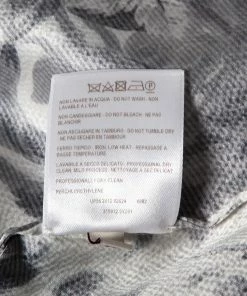 NON LAVARE IN ACQUA - DO NOT WASH - NON
LAVABLE A L'EAU
NON CANDEGGIARE - DO NOT BLEACH - NE PAS
BLANCHIR
NON ASCIUGARE IN TAMBURO - DO NOT TUMBLE DRY
NE PAS SECHER EN TAMBOUR
FERRO TIEPIDO - IRON LOW HEAT - REPASSAGE A
BASSE TEMPERATURE
LAVABILE A SECCO DELICATO - PROFESSIONAL DRY
CLEAN, MILD PROCESS - NETTOYAGE A SEC DELICAT
PROFESSIONALLY DRY-CLEAN
PERCHLORETHYLENE